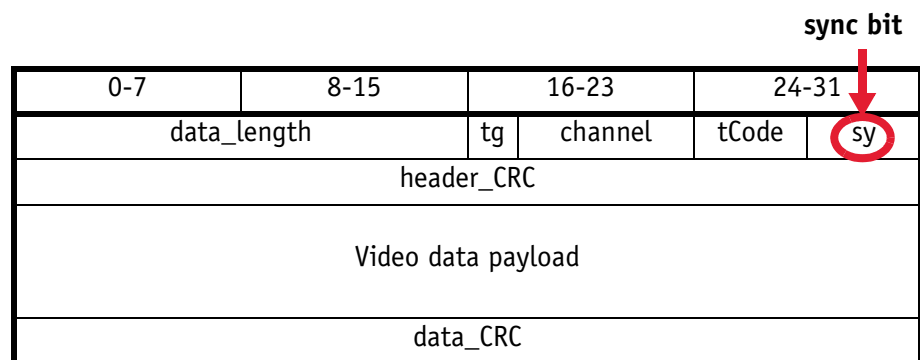 sync bit
0-7 8-15 16-23 24-31
data_length tg channel tCode sy
header_CRC
Video data payload
data_CRC